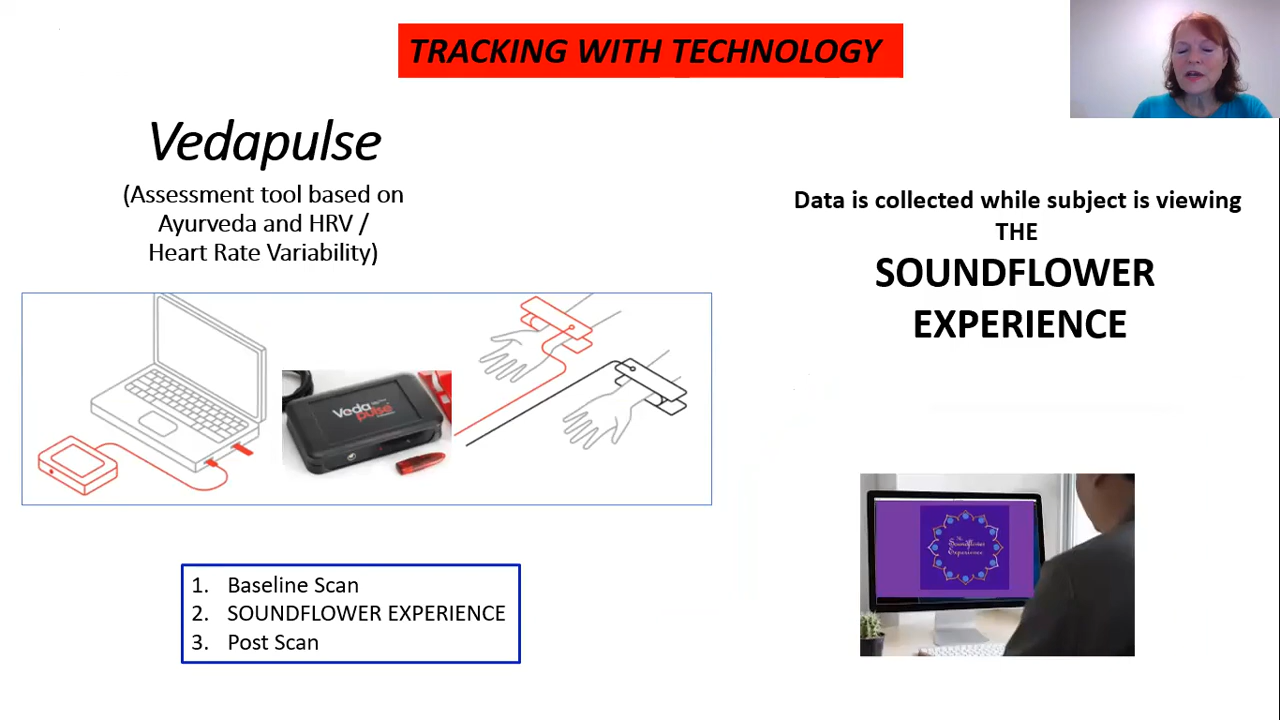 TRACKING WITH TECHNOLOGY
Vedapulse
(Assessment tool based on
Ayurveda and HRV /
Heart Rate Variability)
Data is collected while subject is viewing
THE
SOUNDFLOWER
EXPERIENCE
Veda
pulse
The
Soundflower
Experience
1. Baseline Scan
2. SOUNDFLOWER EXPERIENCE
3. Post Scan